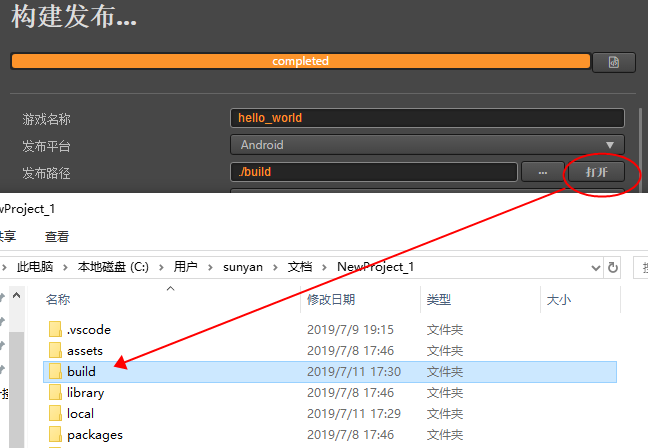 构建发布...
completed
游戏名称 hello_world
发布平台 Android
发布路径 ./build ... 打开
wProject_1
共享 查看
此电脑 本地磁盘 (C:) 用户 sunyan 文档 NewProject_1
名称 修改日期 类型 大小
.vscode 2019/7/9 19:15 文件夹
assets 2019/7/8 17:46 文件夹
build 2019/7/11 17:30 文件夹
library 2019/7/8 17:46 文件夹
local 2019/7/11 17:29 文件夹
packages 2019/7/8 17:46 文件夹